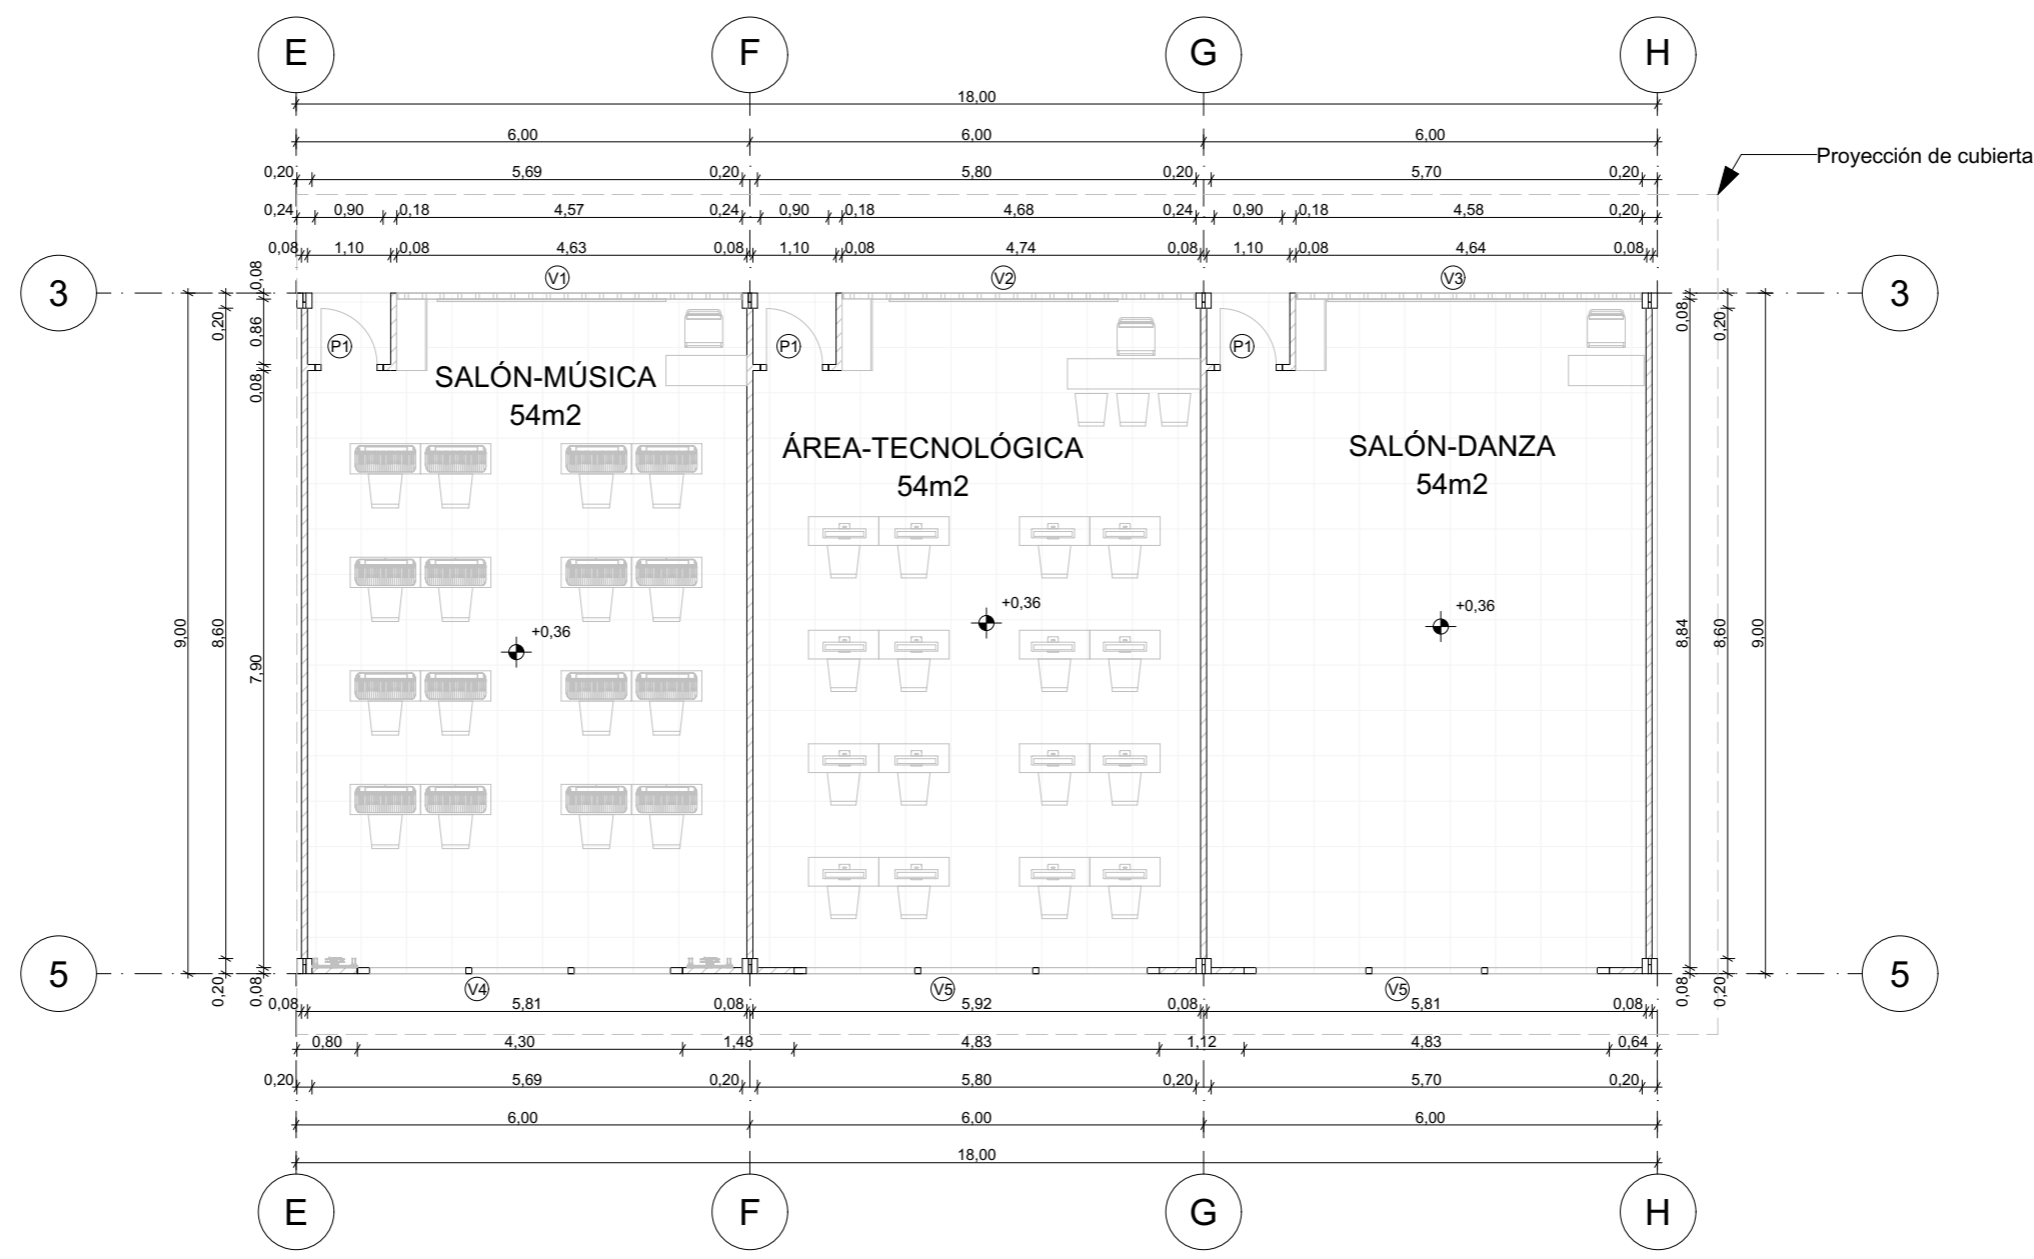 E F G H
18,00
6,00 6,00 6,00
Proyección de cubierta
0,20 5,69 0,20 5,80 0,20 5,70 0,20
0,24 0,90 0,18 4,57 0,24 0,90 0,18 4,68 0,24 0,90 0,18 4,58 0,20
0,08 1,10 0,08 4,63 0,08 1,10 0,08 4,74 0,08 1,10 0,08 4,64 0,08
V1 V2 V3
3 3
0,08
0,20 0,86
0,08
0,08 0,20
P1 P1 P1
SALÓN-MÚSICA
54m2
ÁREA-TECNOLÓGICA
54m2
SALÓN-DANZA
54m2
+0,36 +0,36 +0,36
9,00 8,60 7,90
8,84 8,60 9,00
5 5
0,20 0,08
0,08 0,20
V4 V5 V5
0,08 5,81 0,08 5,92 0,08 5,81 0,08
0,80 4,30 1,48 4,83 1,12 4,83 0,64
0,20 5,69 0,20 5,80 0,20 5,70 0,20
6,00 6,00 6,00
18,00
E F G H